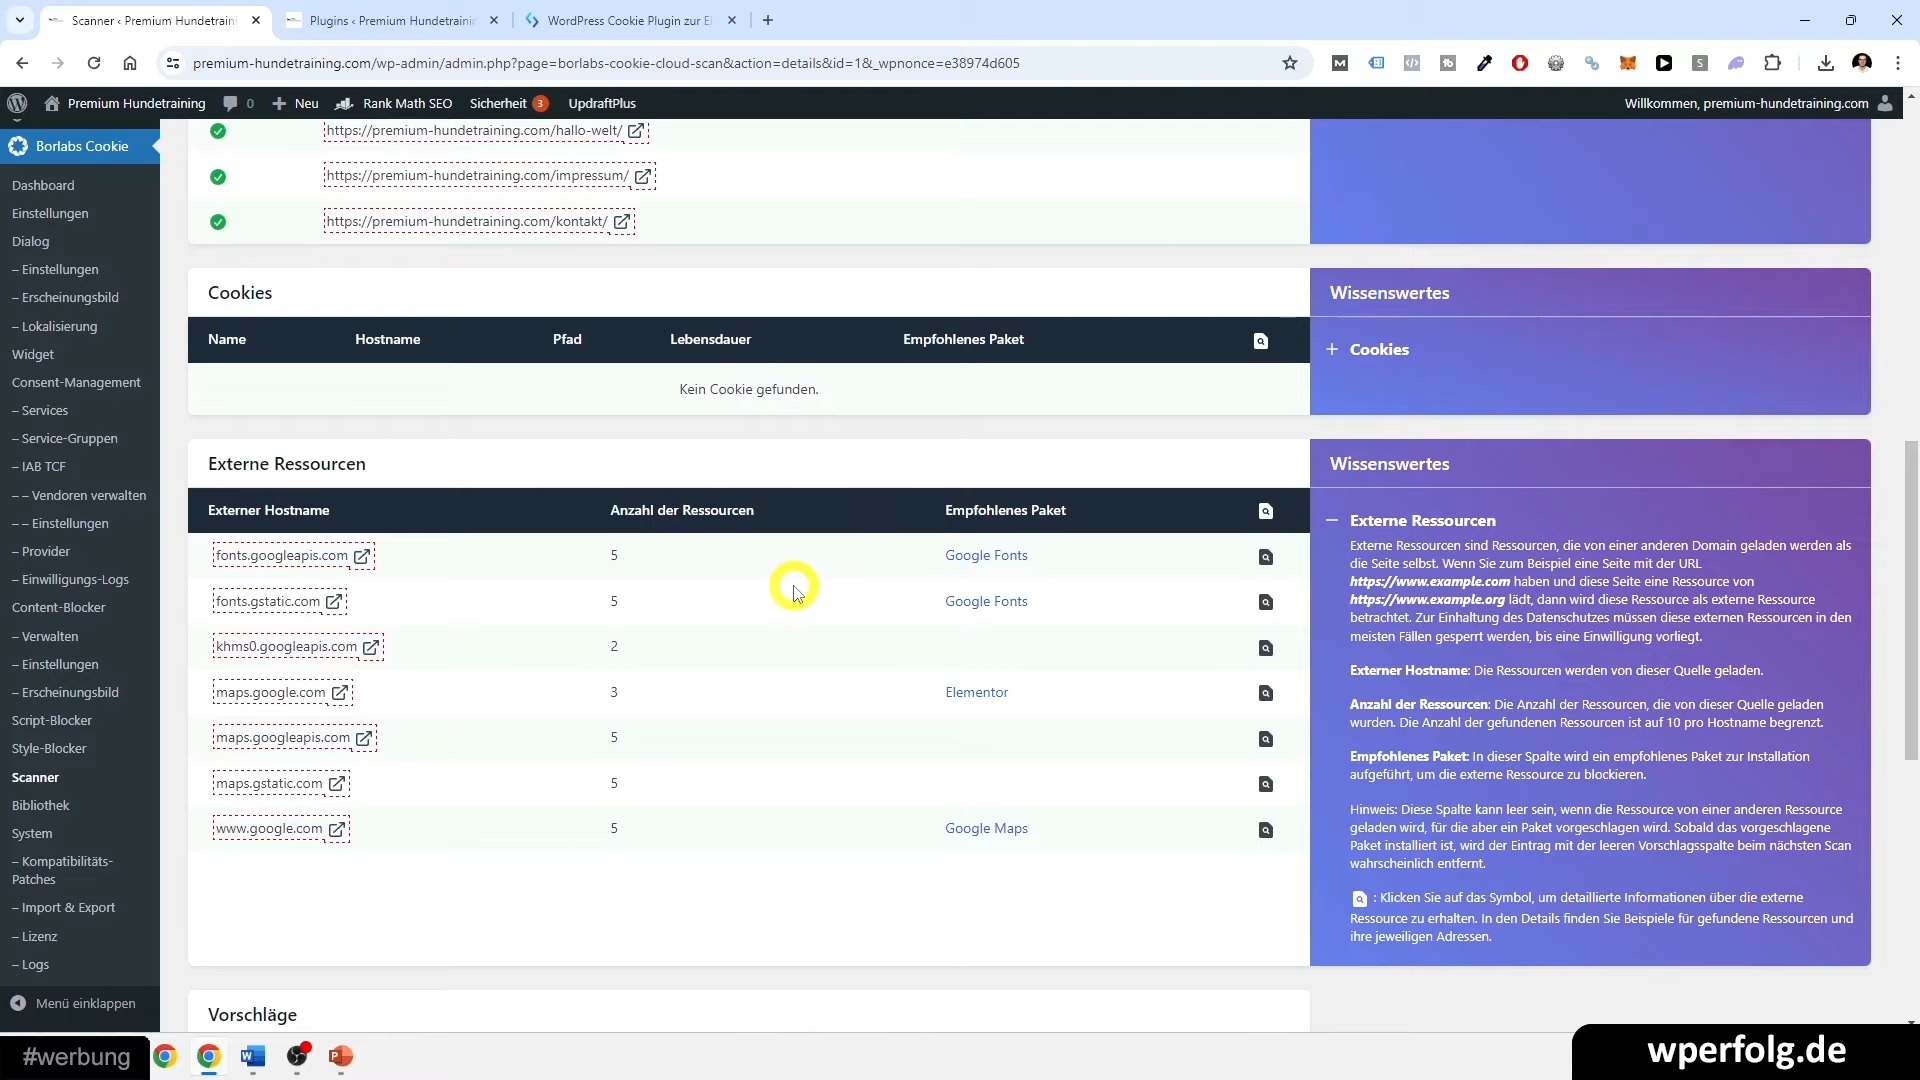 Scanner ‹ Premium Hundetrainin
Plugins ‹ Premium Hundetrainin
WordPress Cookie Plugin zur Ei
premium-hundetraining.com/wp-admin/admin.php?page=borlabs-cookie-cloud-scan&action=details&id=1&_wpnonce=e38974d605
Premium Hundetraining
0
Neu
Rank Math SEO
Sicherheit 3
UpdraftPlus
Willkommen, premium-hundetraining.com
Borlabs Cookie
Dashboard
Einstellungen
Dialog
– Einstellungen
– Erscheinungsbild
– Lokalisierung
Widget
Consent-Management
– Services
– Service-Gruppen
– IAB TCF
– – Vendoren verwalten
– – Einstellungen
– Provider
– Einwilligungs-Logs
Content-Blocker
– Verwalten
– Einstellungen
– Erscheinungsbild
Script-Blocker
Style-Blocker
Scanner
Bibliothek
System
– Kompatibilitäts-
Patches
– Import & Export
– Lizenz
– Logs
Menü einklappen
https://premium-hundetraining.com/hallo-welt/
https://premium-hundetraining.com/impressum/
https://premium-hundetraining.com/kontakt/
Cookies
Name Hostname Pfad Lebensdauer Empfohlenes Paket
Kein Cookie gefunden.
Wissenswertes
+ Cookies
Externe Ressourcen
Externer Hostname Anzahl der Ressourcen Empfohlenes Paket
fonts.googleapis.com 5 Google Fonts
fonts.gstatic.com 5 Google Fonts
khms0.googleapis.com 2
maps.google.com 3 Elementor
maps.googleapis.com 5
maps.gstatic.com 5
www.google.com 5 Google Maps
Wissenswertes
– Externe Ressourcen
Externe Ressourcen sind Ressourcen, die von einer anderen Domain geladen werden als
die Seite selbst. Wenn Sie zum Beispiel eine Seite mit der URL
https://www.example.com haben und diese Seite eine Ressource von
https://www.example.org lädt, dann wird diese Ressource als externe Ressource
betrachtet. Zur Einhaltung des Datenschutzes müssen diese externen Ressourcen in den
meisten Fällen gesperrt werden, bis eine Einwilligung vorliegt.
Externer Hostname: Die Ressourcen werden von dieser Quelle geladen.
Anzahl der Ressourcen: Die Anzahl der Ressourcen, die von dieser Quelle geladen
wurden. Die Anzahl der gefundenen Ressourcen ist auf 10 pro Hostname begrenzt.
Empfohlenes Paket: In dieser Spalte wird ein empfohlenes Paket zur Installation
aufgeführt, um die externe Ressource zu blockieren.
Hinweis: Diese Spalte kann leer sein, wenn die Ressource von einer anderen Ressource
geladen wird, für die aber ein Paket vorgeschlagen wird. Sobald das vorgeschlagene
Paket installiert ist, wird der Eintrag mit der leeren Vorschlagsspalte beim nächsten Scan
wahrscheinlich entfernt.
: Klicken Sie auf das Symbol, um detaillierte Informationen über die externe
Ressource zu erhalten. In den Details finden Sie Beispiele für gefundene Ressourcen und
ihre jeweiligen Adressen.
Vorschläge
#werbung
wperfolg.de